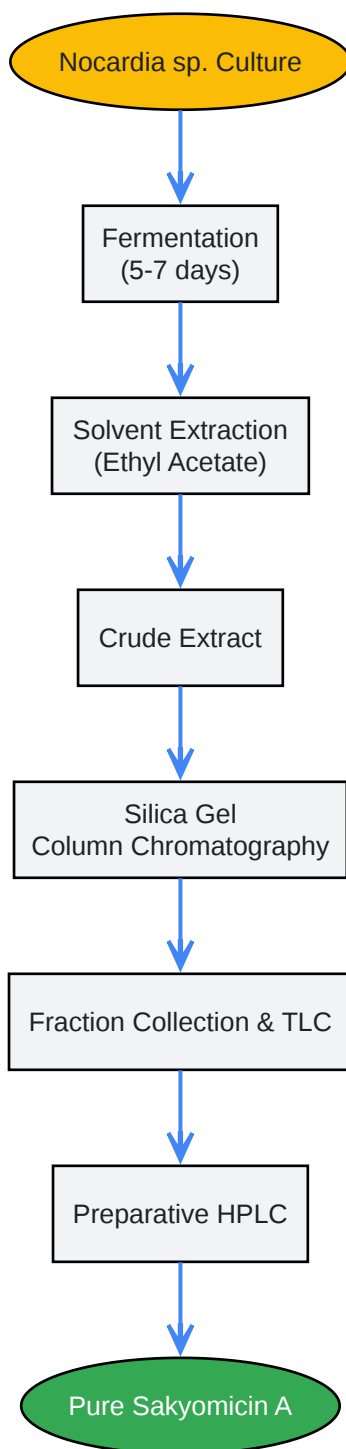 Nocardia sp. Culture
Fermentation
(5-7 days)
Solvent Extraction
(Ethyl Acetate)
Crude Extract
Silica Gel
Column Chromatography
Fraction Collection & TLC
Preparative HPLC
Pure Sakyomicin A